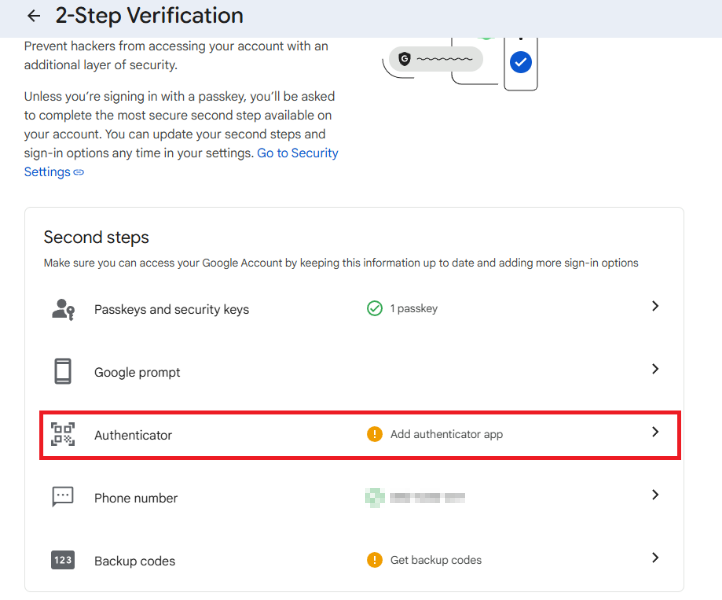 2-Step Verification
Prevent hackers from accessing your account with an
additional layer of security.
Unless you're signing in with a passkey, you'll be asked
to complete the most secure second step available on
your account. You can update your second steps and
sign-in options any time in your settings. Go to Security
Settings
Second steps
Make sure you can access your Google Account by keeping this information up to date and adding more sign-in options
Passkeys and security keys 1 passkey
Google prompt
Authenticator ! Add authenticator app
Phone number
123 Backup codes ! Get backup codes